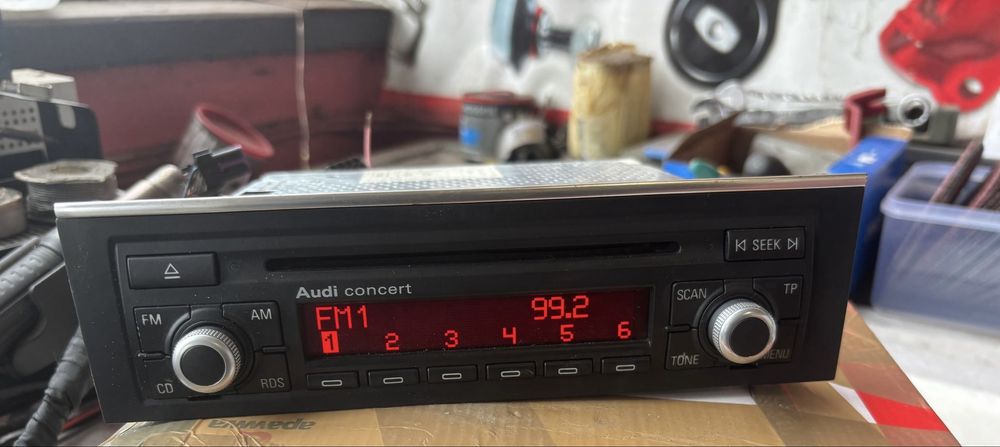 SEEK
Audi concert
FM AM
CD RDS
FM1 99.2
1 2 3 4 5 6
SCAN TP
TONE MENU